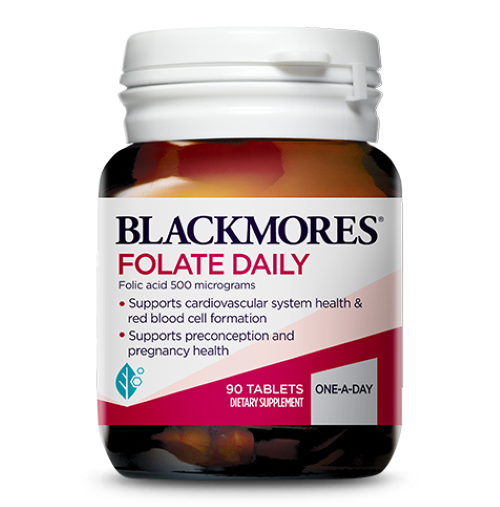 BLACKMORES®
FOLATE DAILY
Folic acid 500 micrograms
• Supports cardiovascular system health &
red blood cell formation
• Supports preconception and
pregnancy health
90 TABLETS
DIETARY SUPPLEMENT
ONE-A-DAY